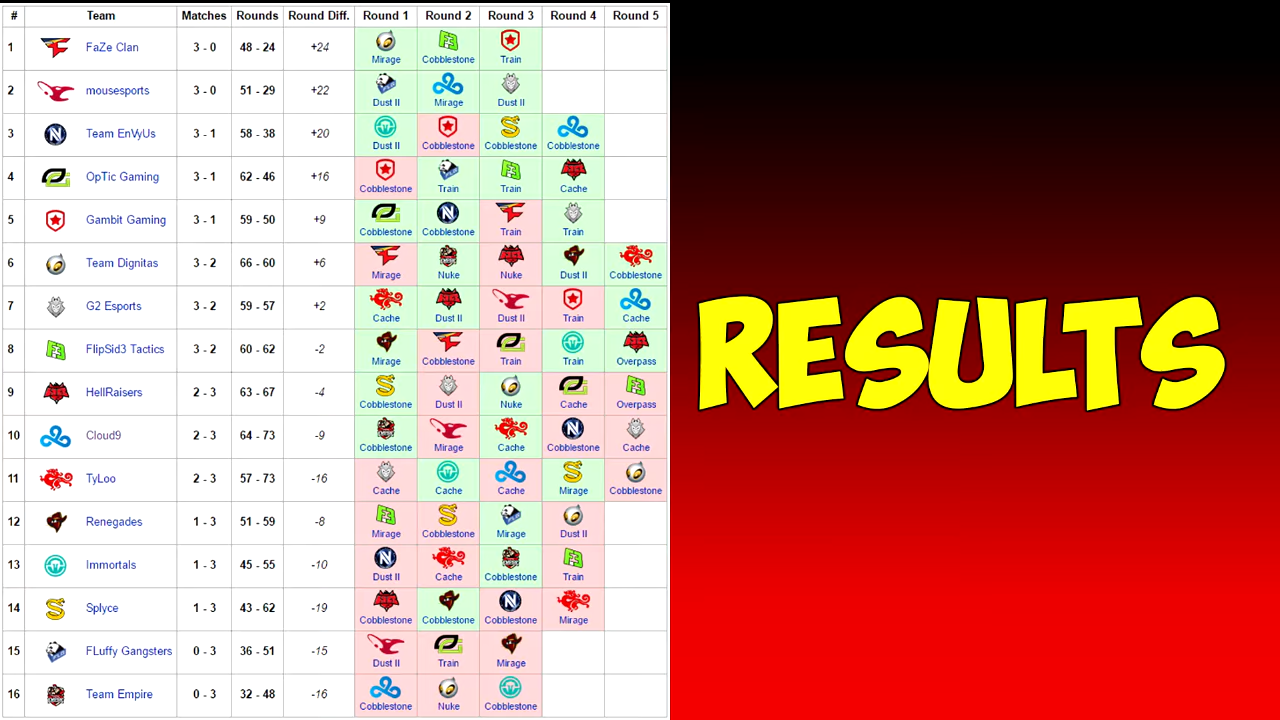 # Team Matches Rounds Round Diff. Round 1 Round 2 Round 3 Round 4 Round 5
1 FaZe Clan 3 - 0 48 - 24 +24 Mirage Cobblestone Train
2 mousesports 3 - 0 51 - 29 +22 Dust II Mirage Dust II
3 Team EnVyUs 3 - 1 58 - 38 +20 Dust II Cobblestone Cobblestone Cobblestone
4 OpTic Gaming 3 - 1 62 - 46 +16 Cobblestone Train Train Cache
5 Gambit Gaming 3 - 1 59 - 50 +9 Cobblestone Cobblestone Train Train
6 Team Dignitas 3 - 2 66 - 60 +6 Mirage Nuke Nuke Dust II Cobblestone
7 G2 Esports 3 - 2 59 - 57 +2 Cache Dust II Dust II Train Cache
8 FlipSid3 Tactics 3 - 2 60 - 62 -2 Mirage Cobblestone Train Train Overpass
9 HellRaisers 2 - 3 63 - 67 -4 Cobblestone Dust II Nuke Cache Overpass
10 Cloud9 2 - 3 64 - 73 -9 Cobblestone Mirage Cache Cobblestone Cache
11 TyLoo 2 - 3 57 - 73 -16 Cache Cache Cache Mirage Cobblestone
12 Renegades 1 - 3 51 - 59 -8 Mirage Cobblestone Mirage Dust II
13 Immortals 1 - 3 45 - 55 -10 Dust II Cache Cobblestone Train
14 Splyce 1 - 3 43 - 62 -19 Cobblestone Cobblestone Cobblestone Mirage
15 FLuffy Gangsters 0 - 3 36 - 51 -15 Dust II Train Mirage
16 Team Empire 0 - 3 32 - 48 -16 Cobblestone Nuke Cobblestone
RESULTS